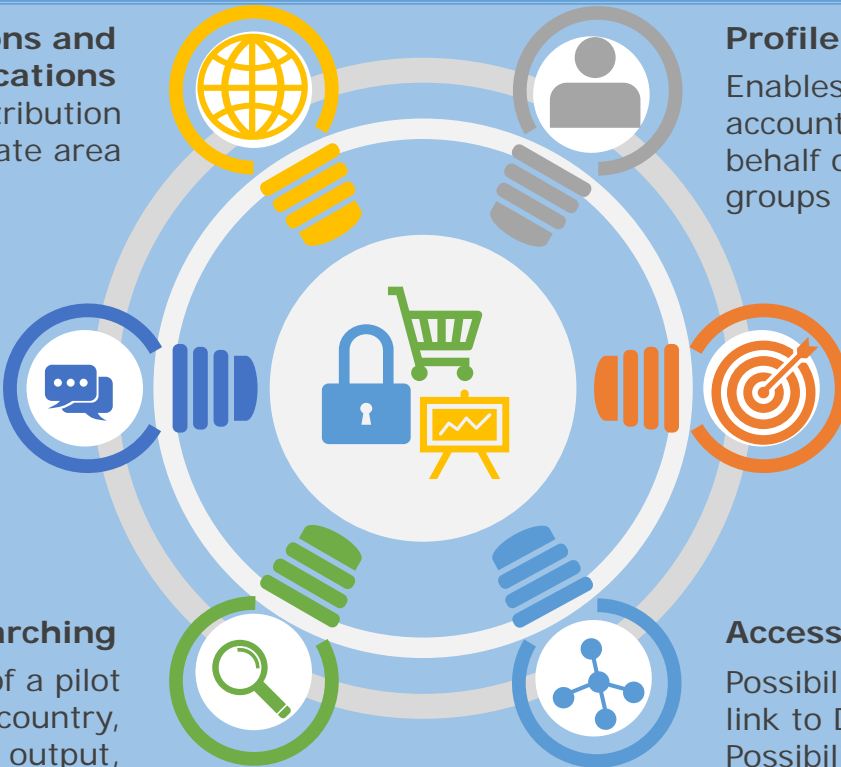 ons and
cations
tribution
ate area
Profile
Enables
account
behalf o
groups
arching
of a pilot
country,
output,
Access
Possibil
link to D
Possibil